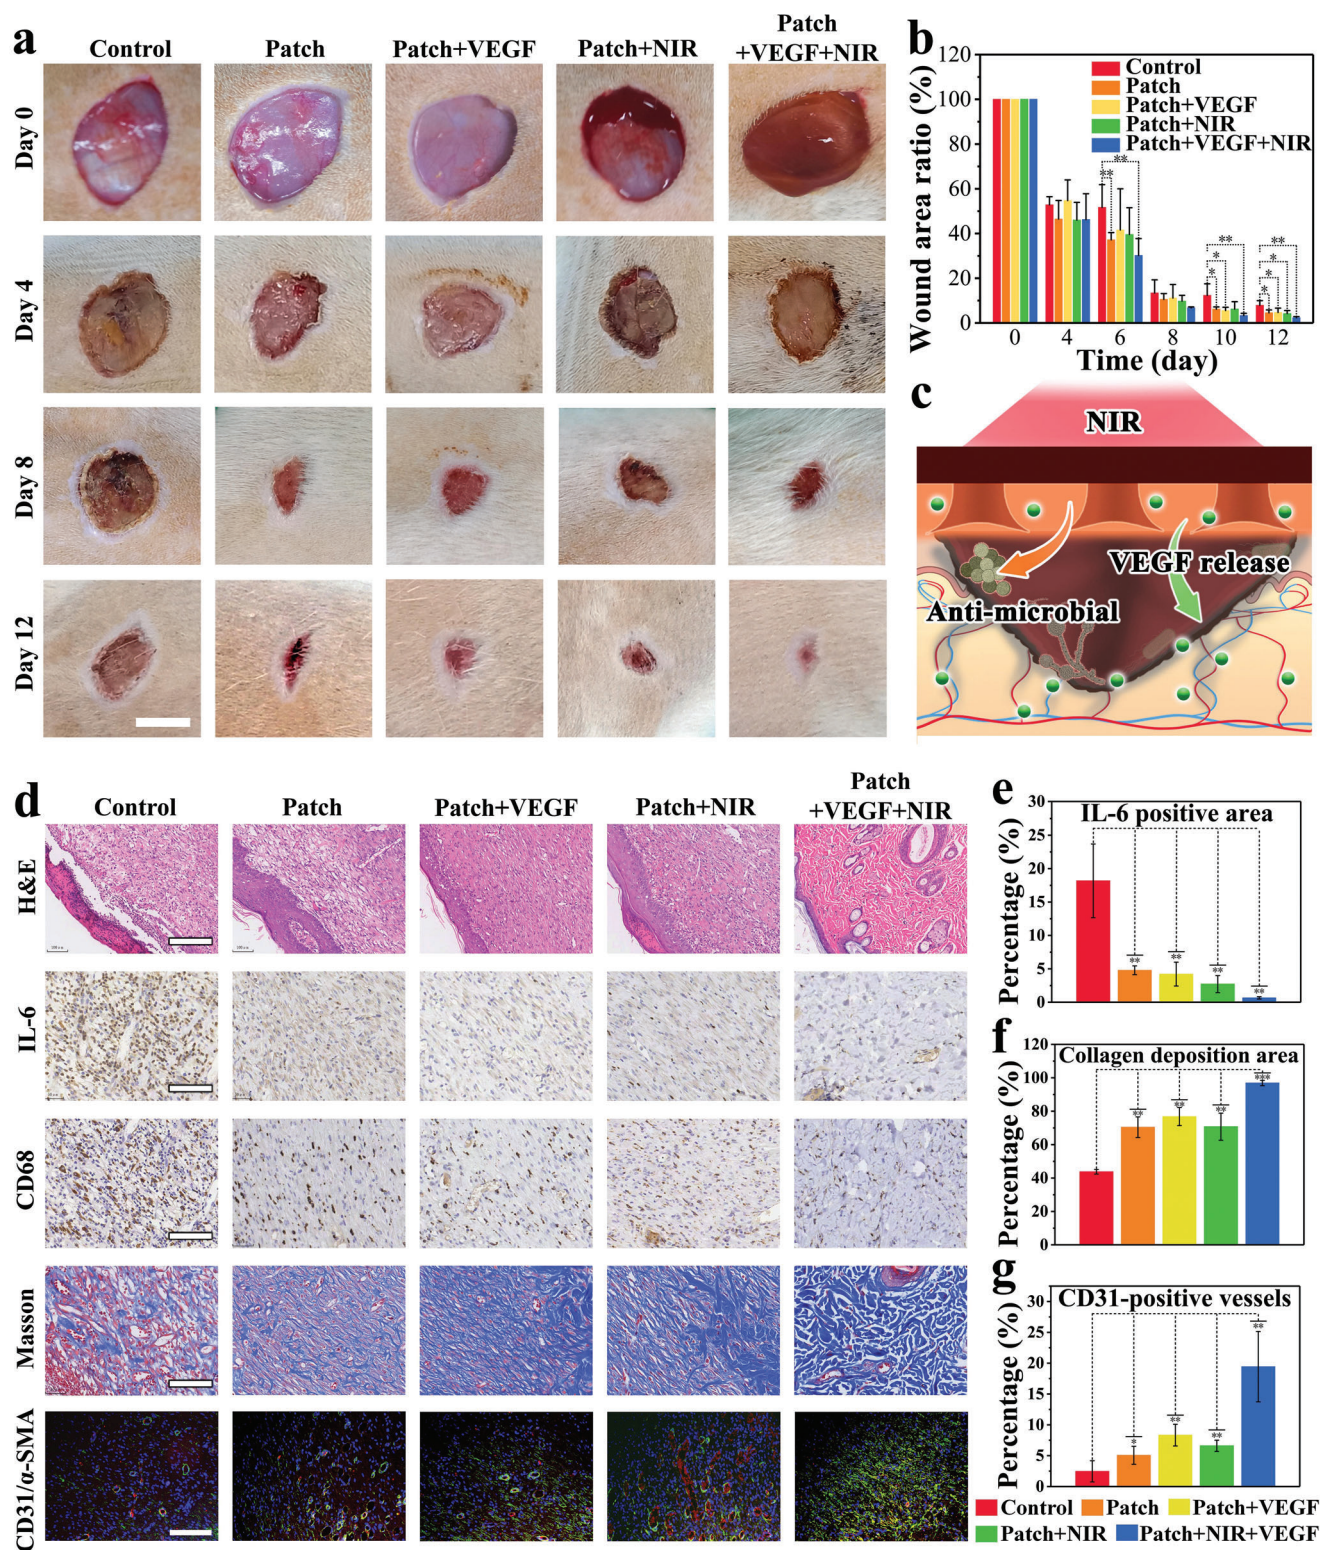 a
Control
Patch
Patch+VEGF
Patch+NIR
Patch
+VEGF+NIR
Day 0
Day 4
Day 8
Day 12
b
Wound area ratio (%)
120
100
80
60
40
20
0
Control
Patch
Patch+VEGF
Patch+NIR
Patch+VEGF+NIR
**
**
**
*
*
**
*
*
*
0 4 6 8 10 12
Time (day)
c
NIR
VEGF release
Anti-microbial
d
Control
Patch
Patch+VEGF
Patch+NIR
Patch
+VEGF+NIR
H&E
IL-6
CD68
Masson
CD31/α-SMA
e
IL-6 positive area
Percentage (%)
30
25
20
15
10
5
0
**
**
**
**
f
Collagen deposition area
Percentage (%)
120
100
80
60
40
20
0
**
**
**
***
g
CD31-positive vessels
Percentage (%)
30
25
20
15
10
5
0
*
**
**
**
Control
Patch
Patch+VEGF
Patch+NIR
Patch+NIR+VEGF